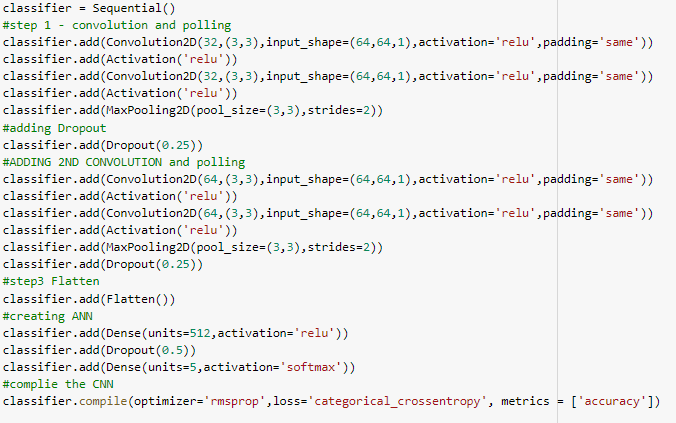 classifier = Sequential()
#step 1 - convolution and polling
classifier.add(Convolution2D(32,(3,3),input_shape=(64,64,1),activation='relu',padding='same'))
classifier.add(Activation('relu'))
classifier.add(Convolution2D(32,(3,3),input_shape=(64,64,1),activation='relu',padding='same'))
classifier.add(Activation('relu'))
classifier.add(MaxPooling2D(pool_size=(3,3),strides=2))
#adding Dropout
classifier.add(Dropout(0.25))
#ADDING 2ND CONVOLUTION and polling
classifier.add(Convolution2D(64,(3,3),input_shape=(64,64,1),activation='relu',padding='same'))
classifier.add(Activation('relu'))
classifier.add(Convolution2D(64,(3,3),input_shape=(64,64,1),activation='relu',padding='same'))
classifier.add(Activation('relu'))
classifier.add(MaxPooling2D(pool_size=(3,3),strides=2))
classifier.add(Dropout(0.25))
#step3 Flatten
classifier.add(Flatten())
#creating ANN
classifier.add(Dense(units=512,activation='relu'))
classifier.add(Dropout(0.5))
classifier.add(Dense(units=5,activation='softmax'))
#complie the CNN
classifier.compile(optimizer='rmsprop',loss='categorical_crossentropy', metrics = ['accuracy'])